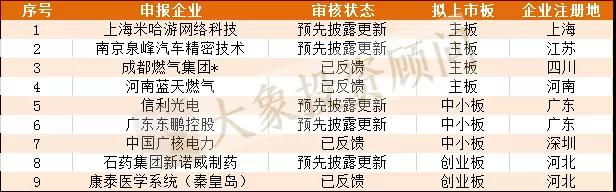 序号 申报企业 审核状态 拟上市板 企业注册地
1 上海米哈游网络科技 预先披露更新 主板 上海
2 南京泉峰汽车精密技术 预先披露更新 主板 江苏
3 成都燃气集团* 已反馈 主板 四川
4 河南蓝天燃气 已反馈 主板 河南
5 信利光电 预先披露更新 中小板 广东
6 广东东鹏控股 预先披露更新 中小板 广东
7 中国广核电力 已反馈 中小板 深圳
8 石药集团新诺威制药 预先披露更新 创业板 河北
9 康泰医学系统（秦皇岛） 已反馈 创业板 河北
大象投资顾问